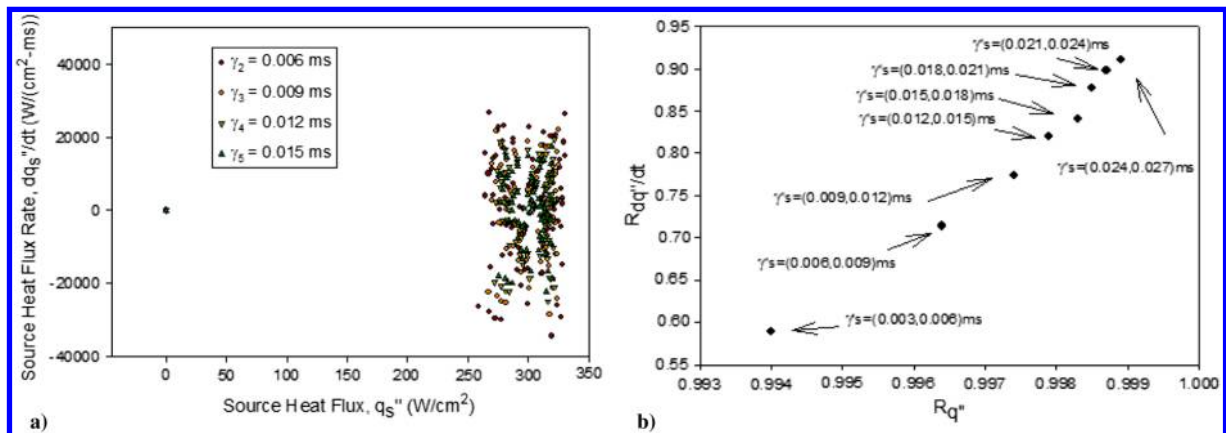 Source Heat Flux Rate, dqs"/dt (W/(cm²-ms))
40000
20000
0
-20000
-40000
γ2 = 0.006 ms
γ3 = 0.009 ms
γ4 = 0.012 ms
γ5 = 0.015 ms
0 50 100 150 200 250 300 350
Source Heat Flux, qs" (W/cm²)
a)
Rdq"/dt
0.95
0.90
0.85
0.80
0.75
0.70
0.65
0.60
0.55
γ's=(0.021,0.024)ms
γ's=(0.018,0.021)ms
γ's=(0.015,0.018)ms
γ's=(0.012,0.015)ms
γ's=(0.024,0.027)ms
γ's=(0.009,0.012)ms
γ's=(0.006,0.009)ms
γ's=(0.003,0.006)ms
0.993 0.994 0.995 0.996 0.997 0.998 0.999 1.000
Rq"
b)